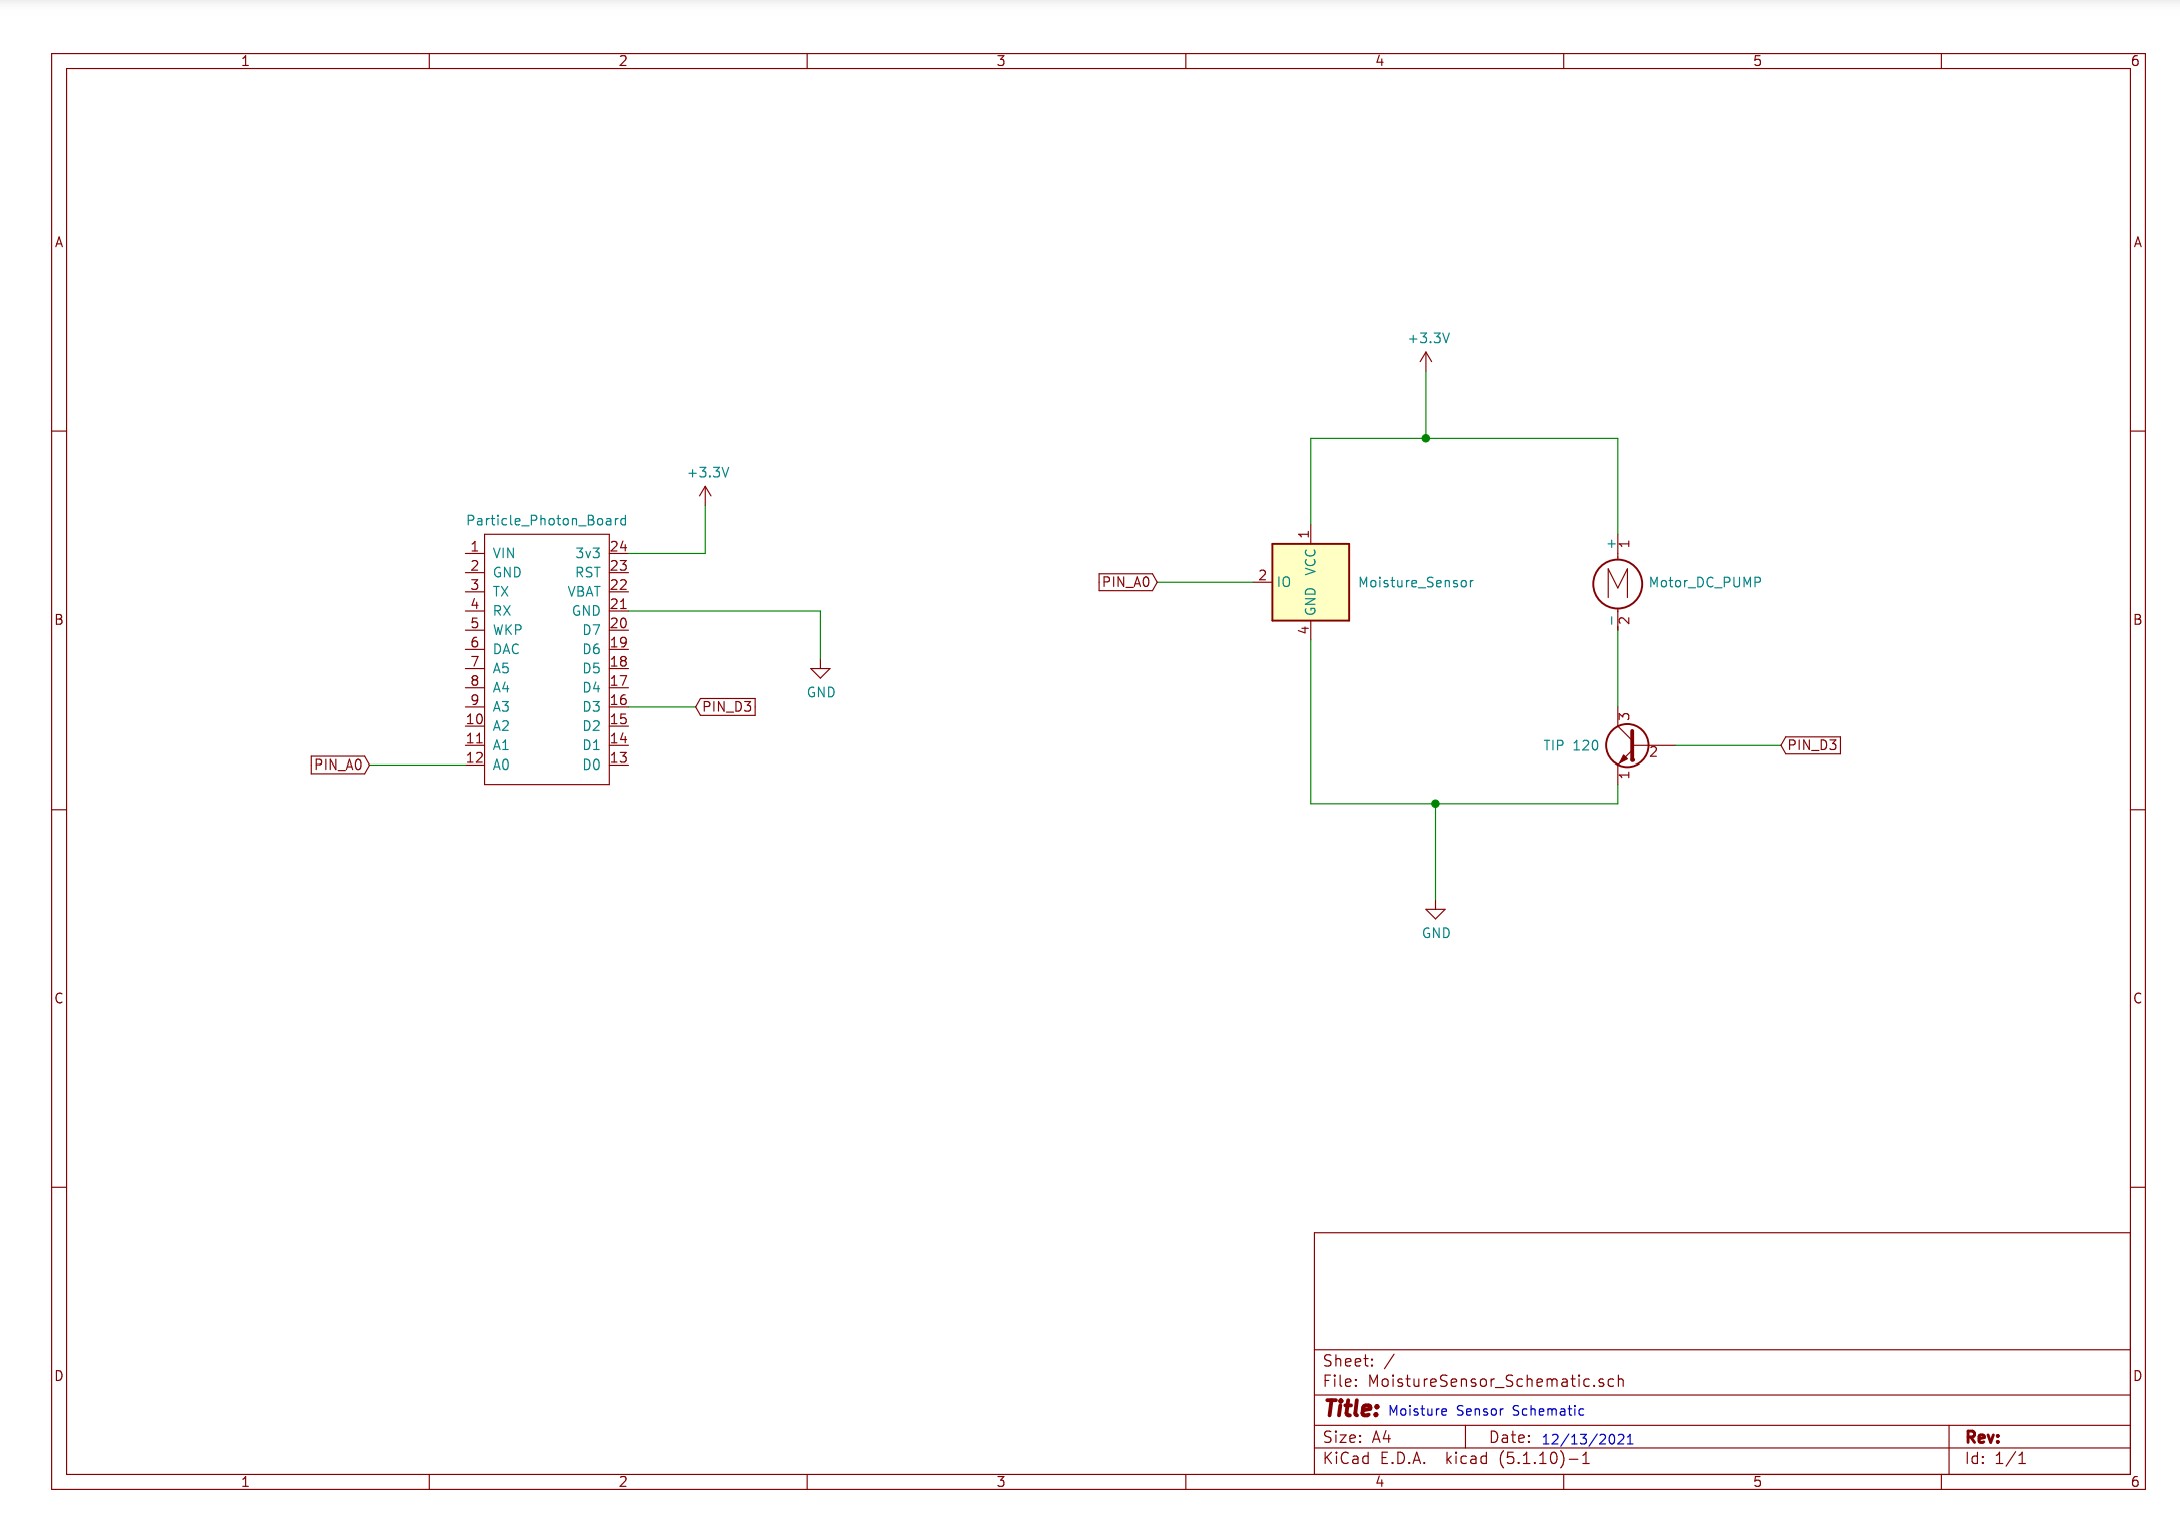 1 2 3 4 5 6
A A
B B
C C
D D
+3.3V
Particle_Photon_Board
1 VIN 3v3 24
2 GND RST 23
3 TX VBAT 22
4 RX GND 21
5 WKP D7 20
6 DAC D6 19
7 A5 D5 18
8 A4 D4 17
9 A3 D3 16
10 A2 D2 15
11 A1 D1 14
12 A0 D0 13
GND
PIN_D3
PIN_A0
+3.3V
PIN_A0
1
2 IO
VCC
GND
4
Moisture_Sensor
+ 1
M
Motor_DC_PUMP
- 2
3
TIP 120
2
PIN_D3
1
GND
Sheet: /
File: MoistureSensor_Schematic.sch
Title: Moisture Sensor Schematic
Size: A4 Date: 12/13/2021 Rev:
KiCad E.D.A. kicad (5.1.10)-1 Id: 1/1
1 2 3 4 5 6